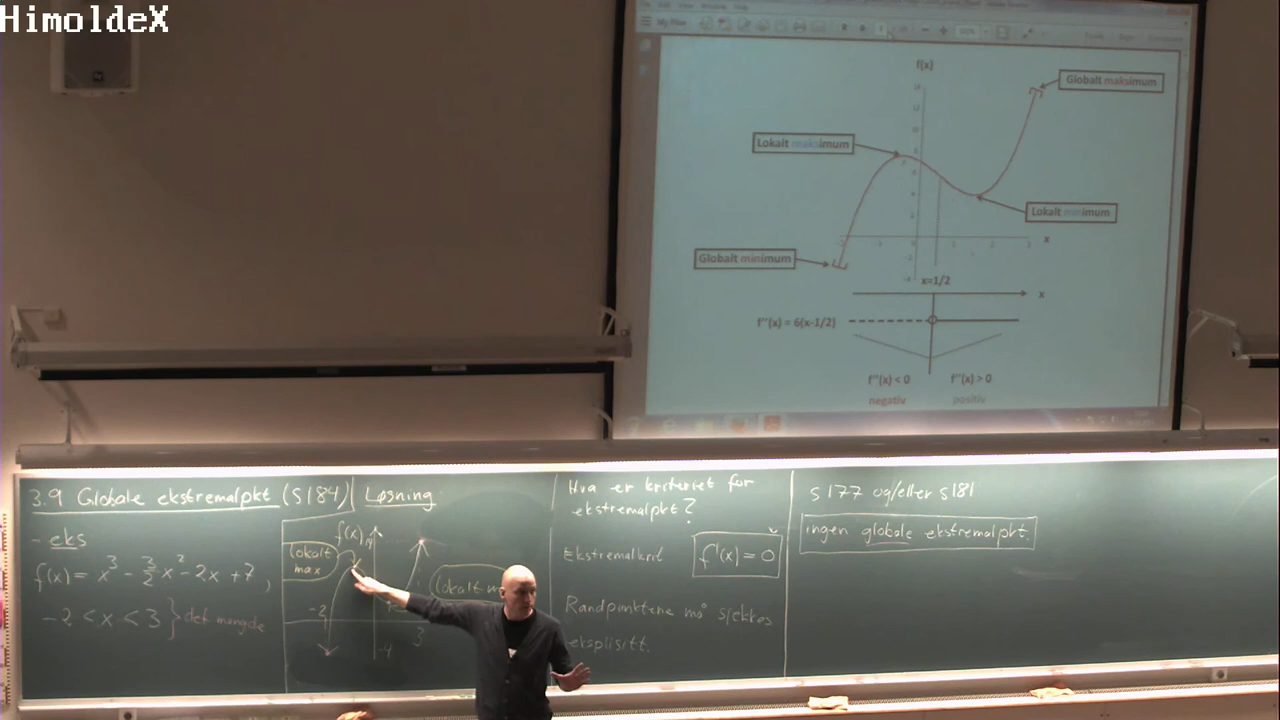 HimoldeX
My Files
f(x)
Globalt maksimum
Lokalt maksimum
Lokalt minimum
Globalt minimum
x
x=1/2
x
f''(x) = 6(x-1/2)
f''(x) < 0
f''(x) > 0
negativ
positiv
3.9 Globale ekstremalpkt (S184)
- eks
f(x) = x³ - 3/2 x² - 2x + 7 ,
-2 < x < 3 } def mengde
Løsning:
f(x)
lokalt
max
lokalt
-2
3
-4
Hva er kriteriet for
ekstremalpkt?
Ekstremalkrit
f'(x) = 0
Randpunktene må sjekkes
eksplisitt.
s177 og/eller s181
ingen globale ekstremalpkt.